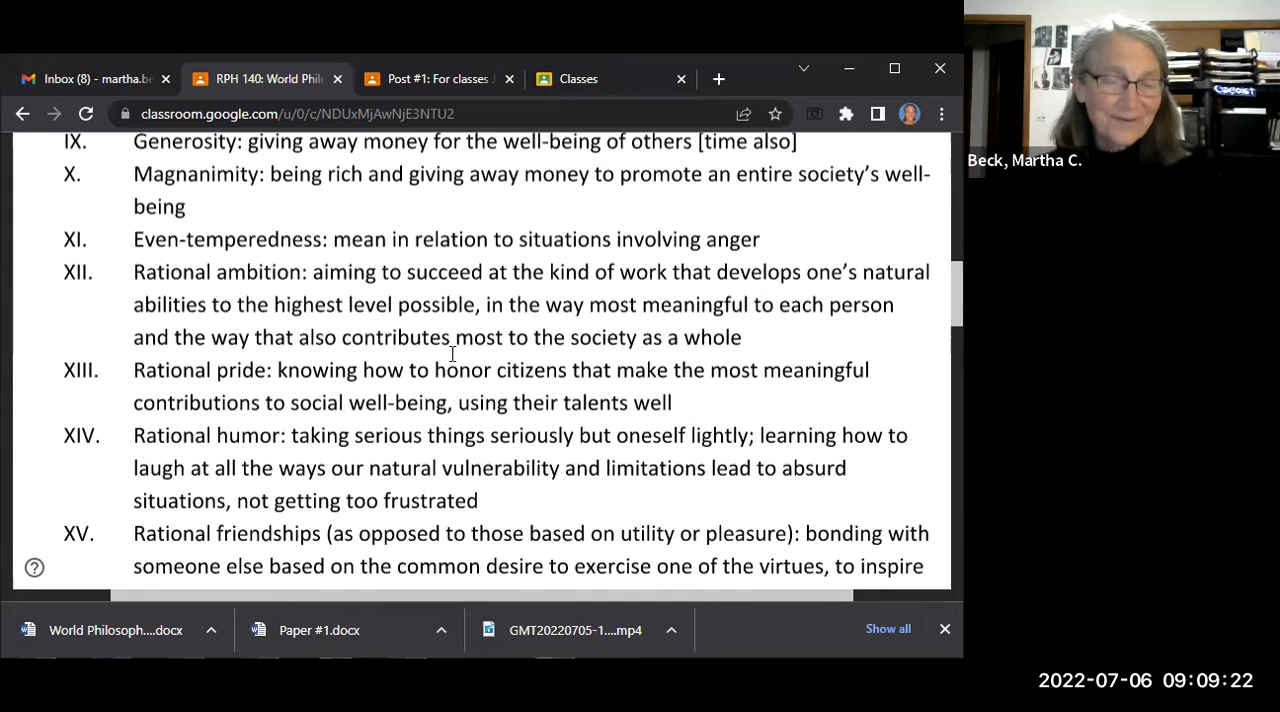 Inbox (8) - martha.be
RPH 140: World Phil
Post #1: For classes
Classes
classroom.google.com/u/0/c/NDUxMjAwNjE3NTU2
Beck, Martha C.
IX. Generosity: giving away money for the well-being of others [time also]
X. Magnanimity: being rich and giving away money to promote an entire society's well-
being
XI. Even-temperedness: mean in relation to situations involving anger
XII. Rational ambition: aiming to succeed at the kind of work that develops one's natural
abilities to the highest level possible, in the way most meaningful to each person
and the way that also contributes most to the society as a whole
XIII. Rational pride: knowing how to honor citizens that make the most meaningful
contributions to social well-being, using their talents well
XIV. Rational humor: taking serious things seriously but oneself lightly; learning how to
laugh at all the ways our natural vulnerability and limitations lead to absurd
situations, not getting too frustrated
XV. Rational friendships (as opposed to those based on utility or pleasure): bonding with
someone else based on the common desire to exercise one of the virtues, to inspire
World Philosoph....docx
Paper #1.docx
GMT20220705-1....mp4
Show all
2022-07-06 09:09:22